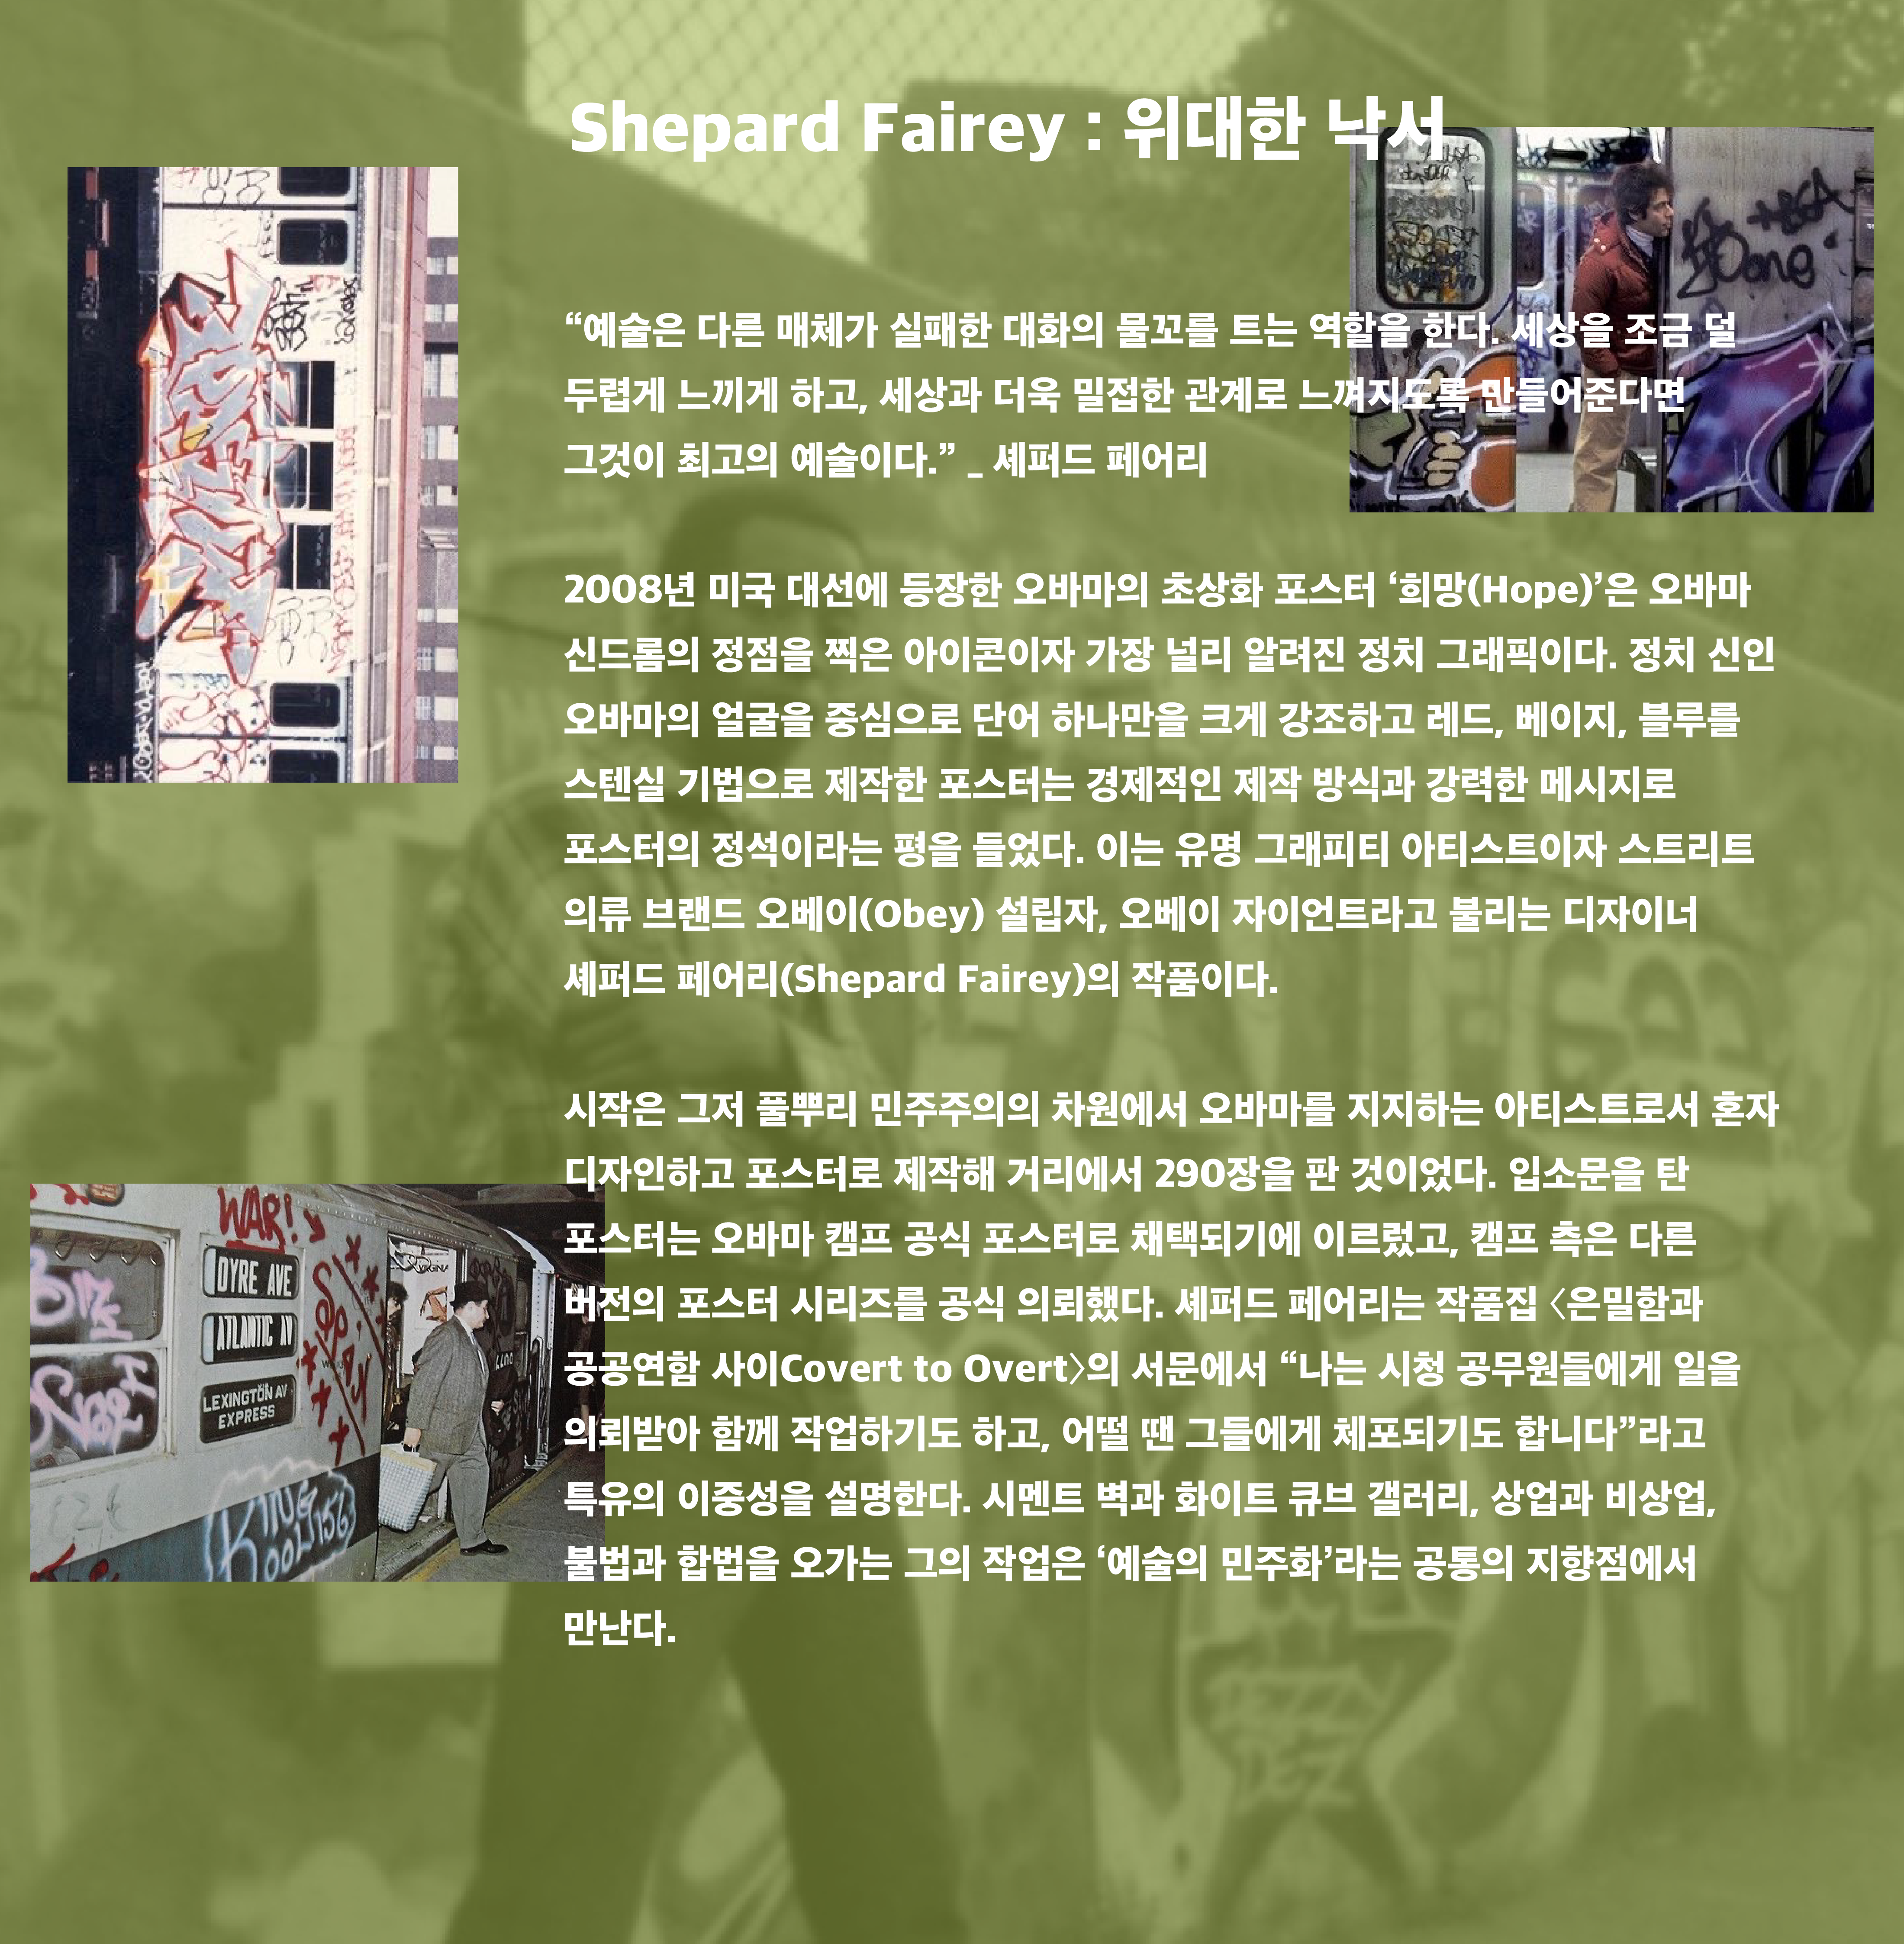 Shepard Fairey : 위대한 낙서
“예술은 다른 매체가 실패한 대화의 물꼬를 트는 역할을 한다. 세상을 조금 덜
두렵게 느끼게 하고, 세상과 더욱 밀접한 관계로 느껴지도록 만들어준다면
그것이 최고의 예술이다.” _ 셰퍼드 페어리
2008년 미국 대선에 등장한 오바마의 초상화 포스터 ‘희망(Hope)’은 오바마
신드롬의 정점을 찍은 아이콘이자 가장 널리 알려진 정치 그래픽이다. 정치 신인
오바마의 얼굴을 중심으로 단어 하나만을 크게 강조하고 레드, 베이지, 블루를
스텐실 기법으로 제작한 포스터는 경제적인 제작 방식과 강력한 메시지로
포스터의 정석이라는 평을 들었다. 이는 유명 그래피티 아티스트이자 스트리트
의류 브랜드 오베이(Obey) 설립자, 오베이 자이언트라고 불리는 디자이너
셰퍼드 페어리(Shepard Fairey)의 작품이다.
시작은 그저 풀뿌리 민주주의의 차원에서 오바마를 지지하는 아티스트로서 혼자
디자인하고 포스터로 제작해 거리에서 290장을 판 것이었다. 입소문을 탄
포스터는 오바마 캠프 공식 포스터로 채택되기에 이르렀고, 캠프 측은 다른
버전의 포스터 시리즈를 공식 의뢰했다. 셰퍼드 페어리는 작품집 〈은밀함과
공공연함 사이Covert to Overt〉의 서문에서 “나는 시청 공무원들에게 일을
의뢰받아 함께 작업하기도 하고, 어떨 땐 그들에게 체포되기도 합니다”라고
특유의 이중성을 설명한다. 시멘트 벽과 화이트 큐브 갤러리, 상업과 비상업,
불법과 합법을 오가는 그의 작업은 ‘예술의 민주화’라는 공통의 지향점에서
만난다.
WAR!
DYRE AVE
ATLANTIC AV
LEXINGTON AV
EXPRESS
SPAN
KING
KOOL 156